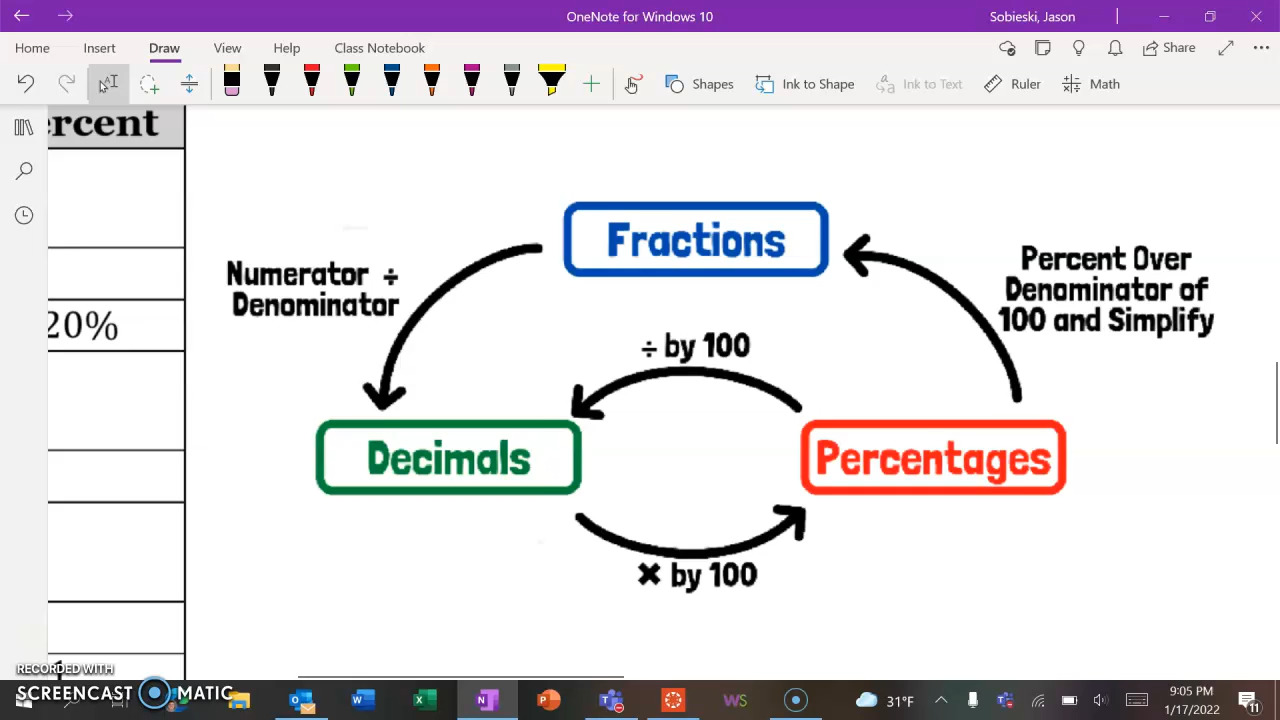 OneNote for Windows 10
Sobieski, Jason
Home Insert Draw View Help Class Notebook
Share
Shapes Ink to Shape Ink to Text Ruler Math
ercent
Fractions
Numerator ÷
Denominator
Percent Over
Denominator of
100 and Simplify
20%
÷ by 100
Decimals
Percentages
× by 100
RECORDED WITH
SCREENCAST MATIC
31°F
9:05 PM
1/17/2022
11